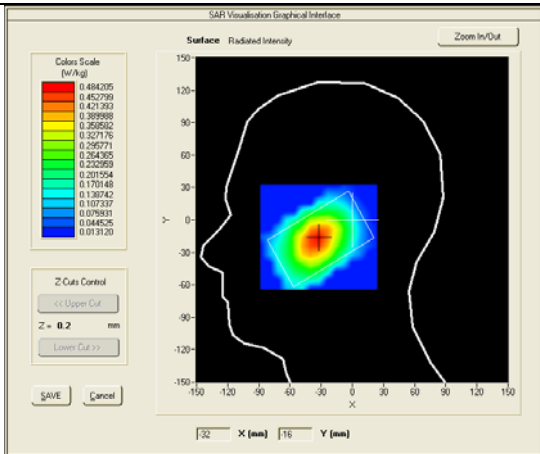 SAR Visualisation Graphical Interface
Surface Radiated Intensity
Zoom In/Out
Colors Scale
(W/kg)
0.484205
0.452799
0.421393
0.389988
0.358582
0.327176
0.295771
0.264365
0.232959
0.201554
0.170148
0.138742
0.107337
0.075931
0.044525
0.013120
Z-Cuts Control
<< Upper Cut
Z = 0.2 mm
Lower Cut >>
SAVE Cancel
150-
120-
90-
60-
30-
0-
-30-
-60-
-90-
-120-
-150-
Y
-150 -120 -90 -60 -30 0 30 60 90 120 150
X
-32 X (mm) -16 Y (mm)